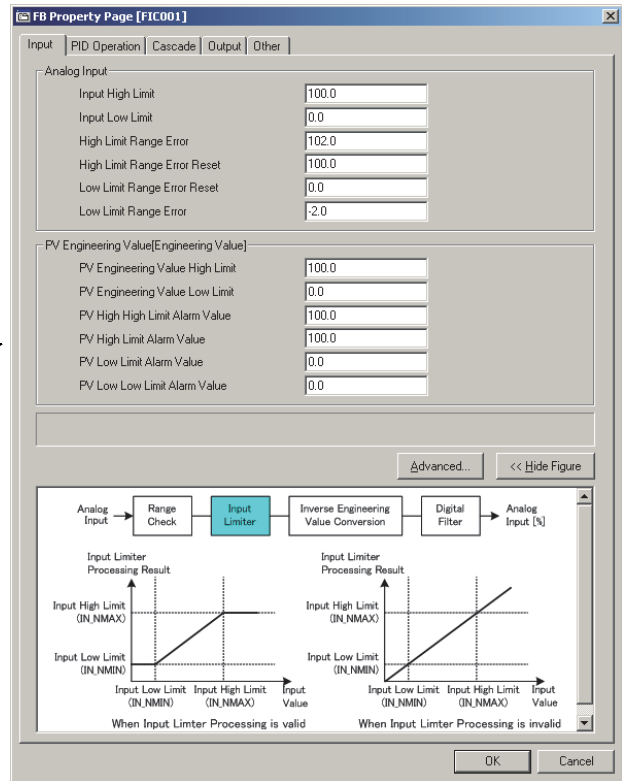 FB Property Page [FIC001]
Input PID Operation Cascade Output Other
Analog Input
Input High Limit 100.0
Input Low Limit 0.0
High Limit Range Error 102.0
High Limit Range Error Reset 100.0
Low Limit Range Error Reset 0.0
Low Limit Range Error -2.0
PV Engineering Value[Engineering Value]
PV Engineering Value High Limit 100.0
PV Engineering Value Low Limit 0.0
PV High High Limit Alarm Value 100.0
PV High Limit Alarm Value 100.0
PV Low Limit Alarm Value 0.0
PV Low Low Limit Alarm Value 0.0
Advanced... << Hide Figure
Analog Input
Range Check
Input Limiter
Inverse Engineering Value Conversion
Digital Filter
Analog Input [%]
Input Limiter
Processing Result
Input High Limit
(IN_NMAX)
Input Low Limit
(IN_NMIN)
Input Low Limit
(IN_NMIN)
Input High Limit
(IN_NMAX)
Input
Value
When Input Limter Processing is valid
Input Limiter
Processing Result
Input High Limit
(IN_NMAX)
Input Low Limit
(IN_NMIN)
Input Low Limit
(IN_NMIN)
Input High Limit
(IN_NMAX)
Input
Value
When Input Limter Processing is invalid
OK Cancel